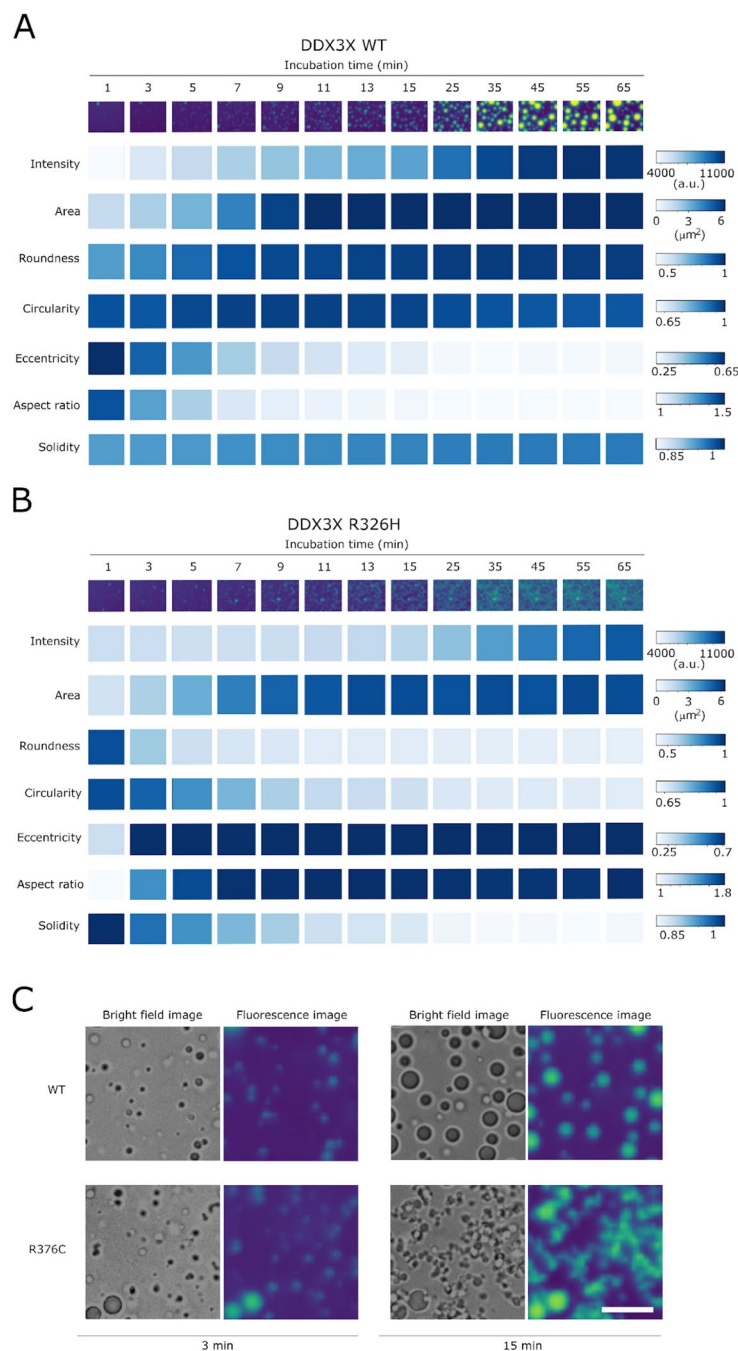 A
DDX3X WT
Incubation time (min)
1 3 5 7 9 11 13 15 25 35 45 55 65
Intensity
4000 11000
(a.u.)
Area
0 3 6
(μm²)
Roundness
0.5 1
Circularity
0.65 1
Eccentricity
0.25 0.65
Aspect ratio
1 1.5
Solidity
0.85 1
B
DDX3X R326H
Incubation time (min)
1 3 5 7 9 11 13 15 25 35 45 55 65
Intensity
4000 11000
(a.u.)
Area
0 3 6
(μm²)
Roundness
0.5 1
Circularity
0.65 1
Eccentricity
0.25 0.7
Aspect ratio
1 1.8
Solidity
0.85 1
C
Bright field image Fluorescence image Bright field image Fluorescence image
WT
R376C
3 min 15 min